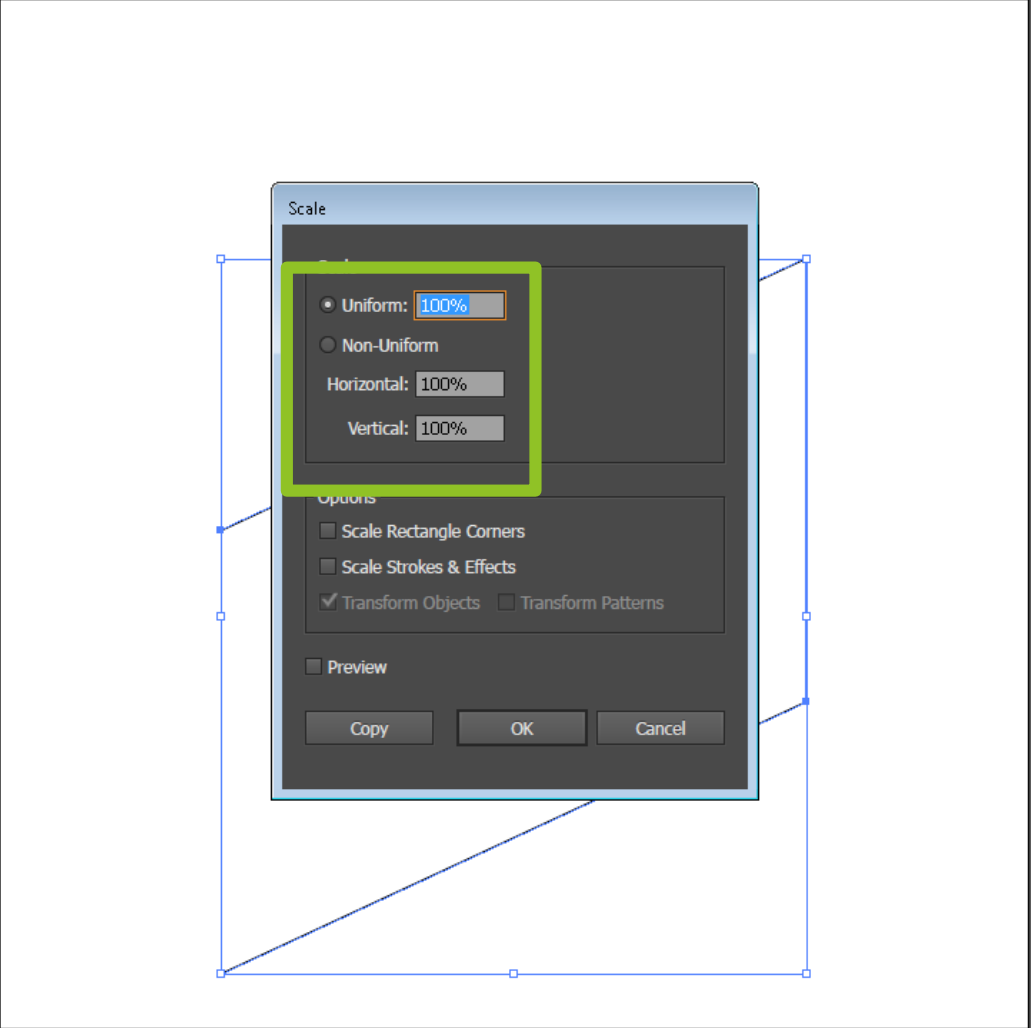 Scale
Uniform: 100%
Non-Uniform
Horizontal: 100%
Vertical: 100%
Options
Scale Rectangle Corners
Scale Strokes & Effects
Transform Objects Transform Patterns
Preview
Copy OK Cancel